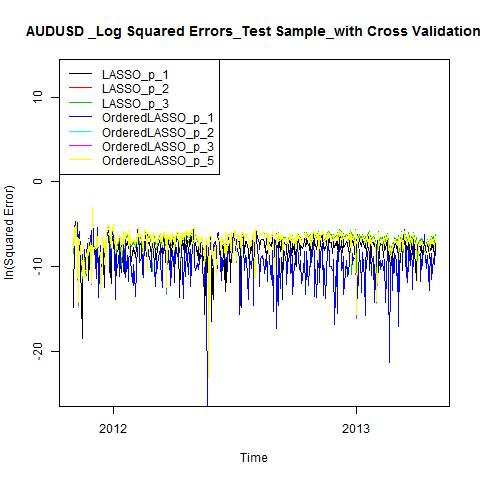 AUDUSD _Log Squared Errors_Test Sample_with Cross Validation
LASSO_p_1
LASSO_p_2
LASSO_p_3
OrderedLASSO_p_1
OrderedLASSO_p_2
OrderedLASSO_p_3
OrderedLASSO_p_5
ln(Squared Error)
10
0
-10
-20
2012
2013
Time